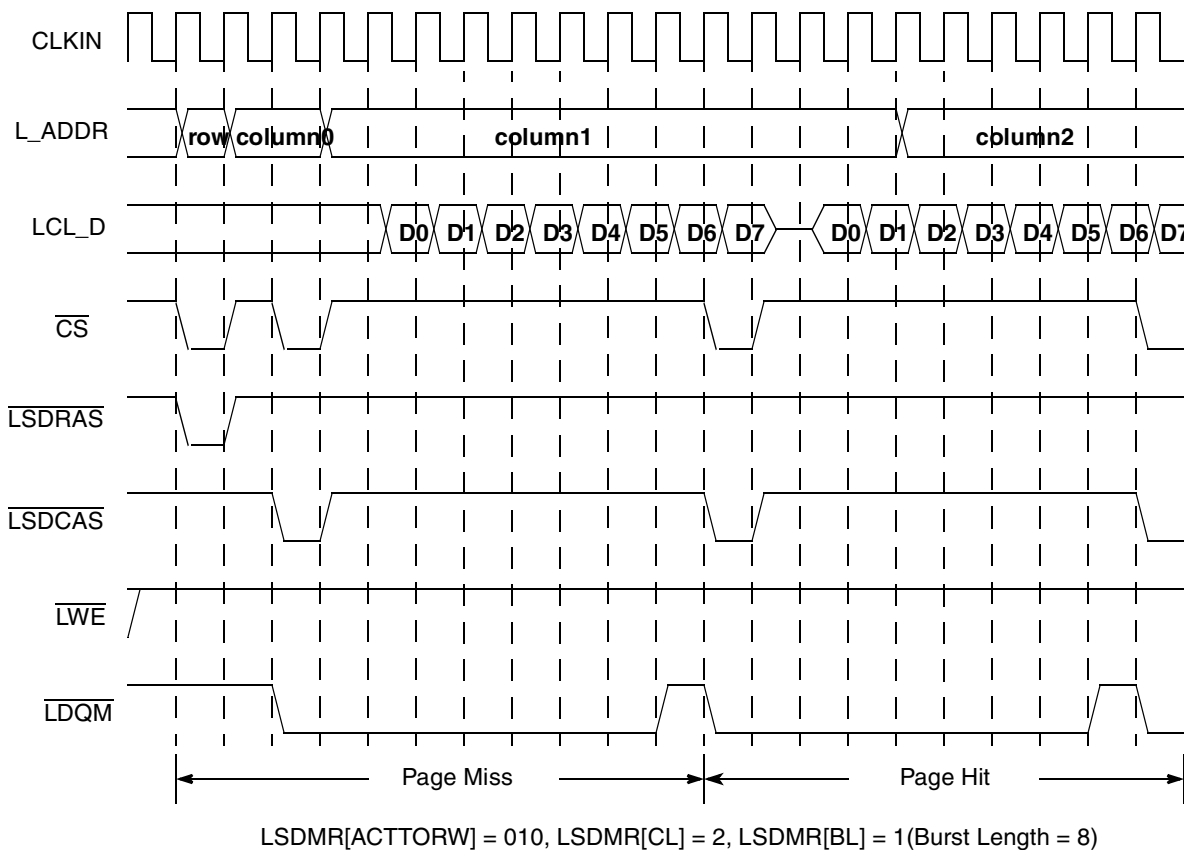 CLKIN
L_ADDR row column0 column1 column2
LCL_D D0 D1 D2 D3 D4 D5 D6 D7 D0 D1 D2 D3 D4 D5 D6 D7
CS
LSDRAS
LSDCAS
LWE
LDQM
Page Miss Page Hit
LSDMR[ACTTORW] = 010, LSDMR[CL] = 2, LSDMR[BL] = 1(Burst Length = 8)